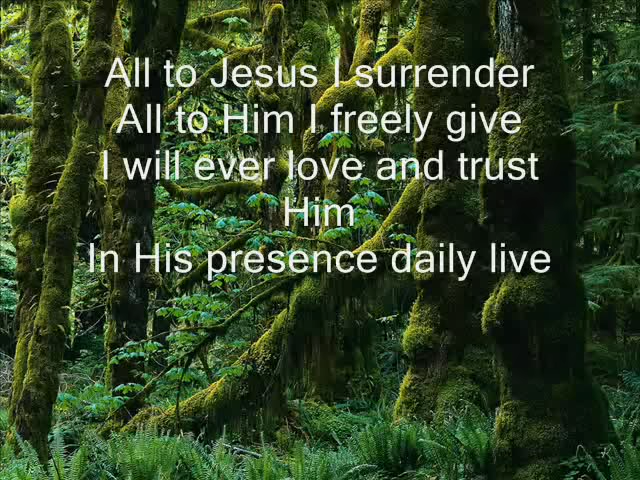 All to Jesus I surrender
All to Him I freely give
I will ever love and trust
Him
In His presence daily live